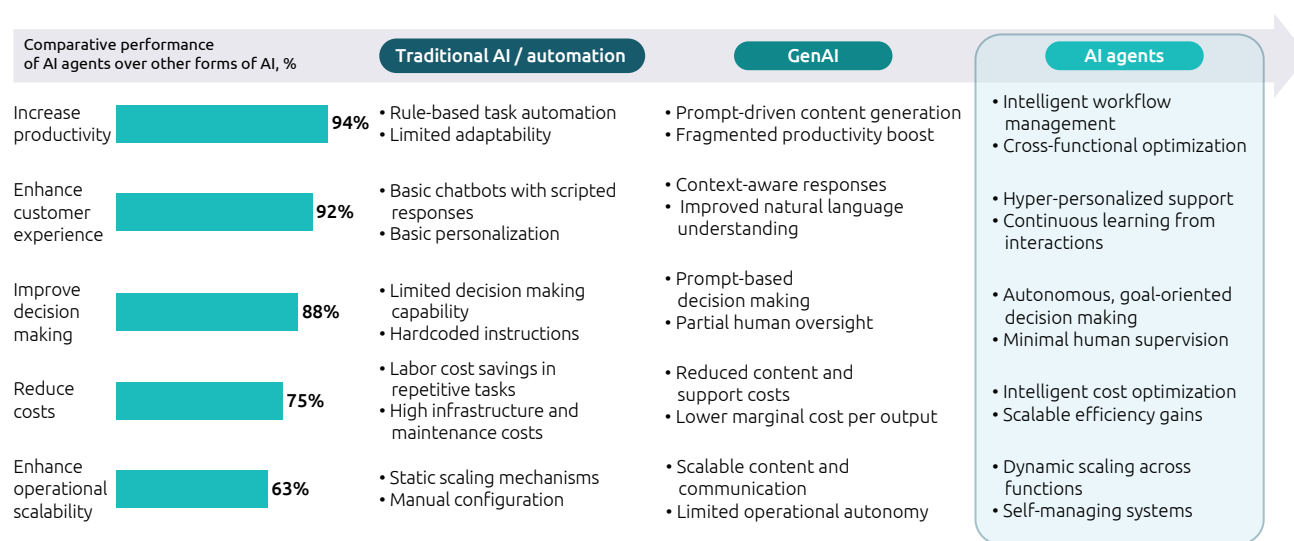 Comparative performance
of AI agents over other forms of AI, %
Traditional AI / automation
GenAI
AI agents
Increase
productivity
94%
• Rule-based task automation
• Limited adaptability
• Prompt-driven content generation
• Fragmented productivity boost
• Intelligent workflow
management
• Cross-functional optimization
Enhance
customer
experience
92%
• Basic chatbots with scripted
responses
• Basic personalization
• Context-aware responses
• Improved natural language
understanding
• Hyper-personalized support
• Continuous learning from
interactions
Improve
decision
making
88%
• Limited decision making
capability
• Hardcoded instructions
• Prompt-based
decision making
• Partial human oversight
• Autonomous, goal-oriented
decision making
• Minimal human supervision
Reduce
costs
75%
• Labor cost savings in
repetitive tasks
• High infrastructure and
maintenance costs
• Reduced content and
support costs
• Lower marginal cost per output
• Intelligent cost optimization
• Scalable efficiency gains
Enhance
operational
scalability
63%
• Static scaling mechanisms
• Manual configuration
• Scalable content and
communication
• Limited operational autonomy
• Dynamic scaling across
functions
• Self-managing systems